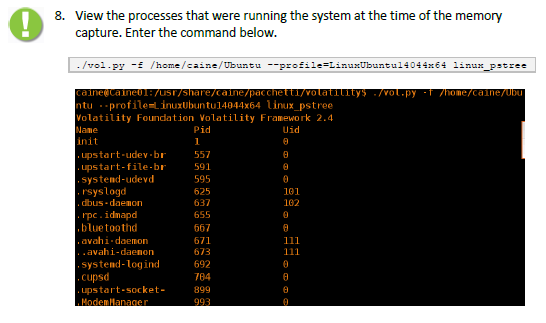 8. View the processes that were running the system at the time of the memory
capture. Enter the command below.
./vol.py -f /home/caine/Ubuntu --profile=LinuxUbuntu14044x64 linux_pstree
caine@Caine01:/usr/share/caine/pacchetti/volatility$ ./vol.py -f /home/caine/Ubu
ntu --profile=LinuxUbuntu14044x64 linux_pstree
Volatility Foundation Volatility Framework 2.4
Name Pid Uid
init 1 0
.upstart-udev-br 557 0
.upstart-file-br 591 0
.systemd-udevd 595 0
.rsyslogd 625 101
.dbus-daemon 637 102
.rpc.idmapd 655 0
.bluetoothd 667 0
.avahi-daemon 671 111
..avahi-daemon 673 111
.systemd-logind 692 0
.cupsd 704 0
.upstart-socket- 899 0
.ModemManager 993 0